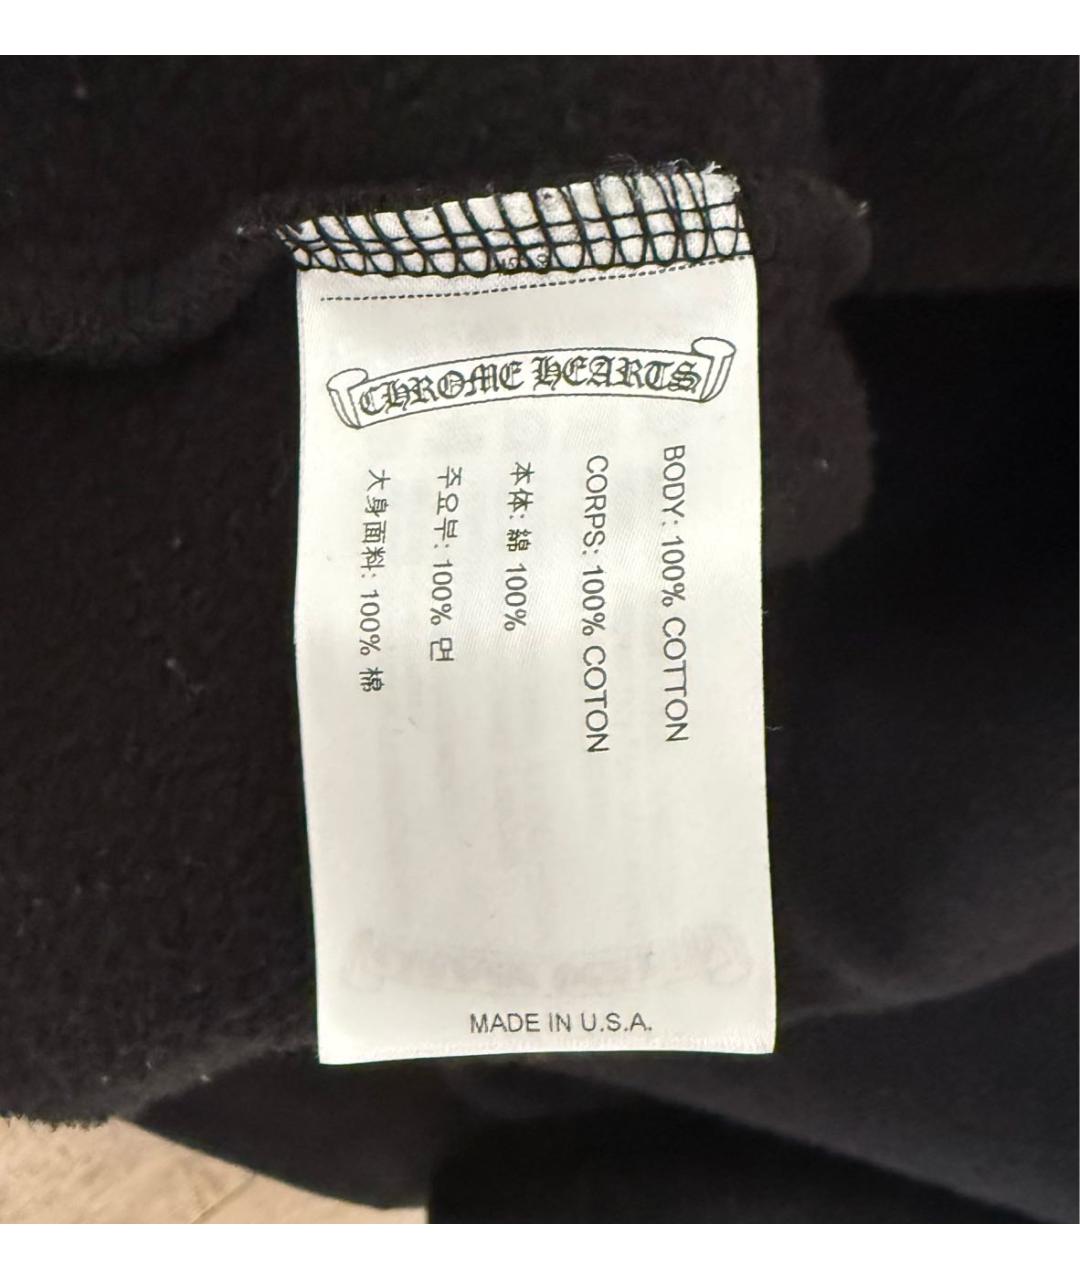 CHROME HEARTS
BODY: 100% COTTON
CORPS: 100% COTON
本体: 綿 100%
주요부: 100% 면
大身面料: 100% 棉
MADE IN U.S.A.